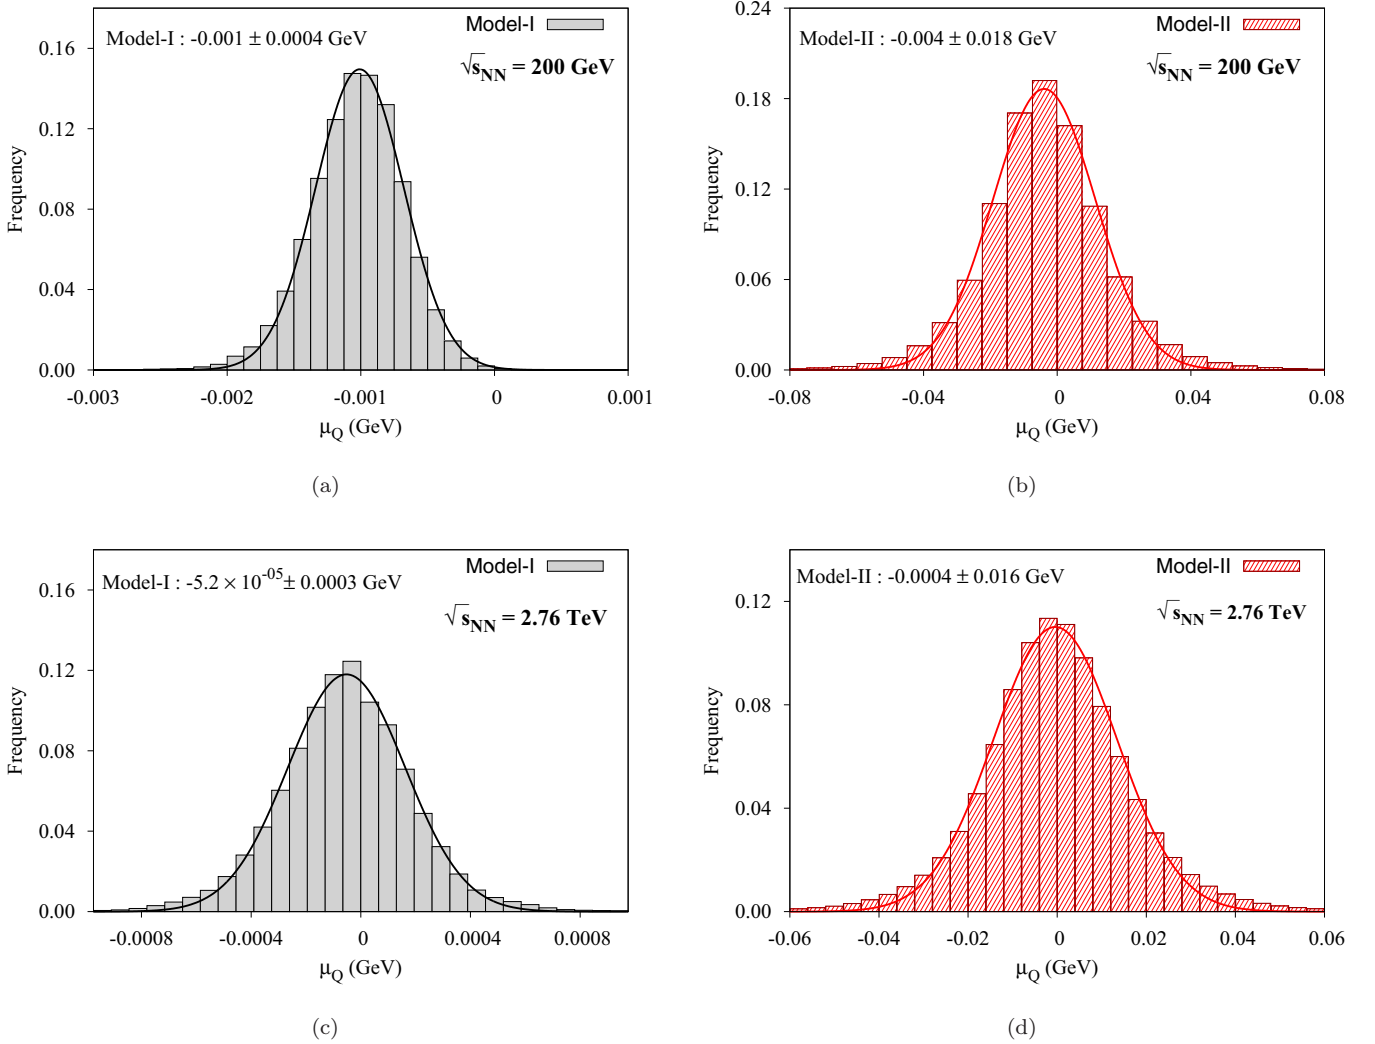 Model-I
Model-I : -0.001 ± 0.0004 GeV
√sNN = 200 GeV
0.16
0.12
0.08
0.04
0.00
Frequency
-0.003 -0.002 -0.001 0 0.001
μQ (GeV)
(a)
0.24
Model-II
Model-II : -0.004 ± 0.018 GeV
√sNN = 200 GeV
0.18
0.12
0.06
0.00
Frequency
-0.08 -0.04 0 0.04 0.08
μQ (GeV)
(b)
Model-I
Model-I : -5.2 × 10-05 ± 0.0003 GeV
√sNN = 2.76 TeV
0.16
0.12
0.08
0.04
0.00
Frequency
-0.0008 -0.0004 0 0.0004 0.0008
μQ (GeV)
(c)
Model-II
Model-II : -0.0004 ± 0.016 GeV
√sNN = 2.76 TeV
0.12
0.08
0.04
0.00
Frequency
-0.06 -0.04 -0.02 0 0.02 0.04 0.06
μQ (GeV)
(d)